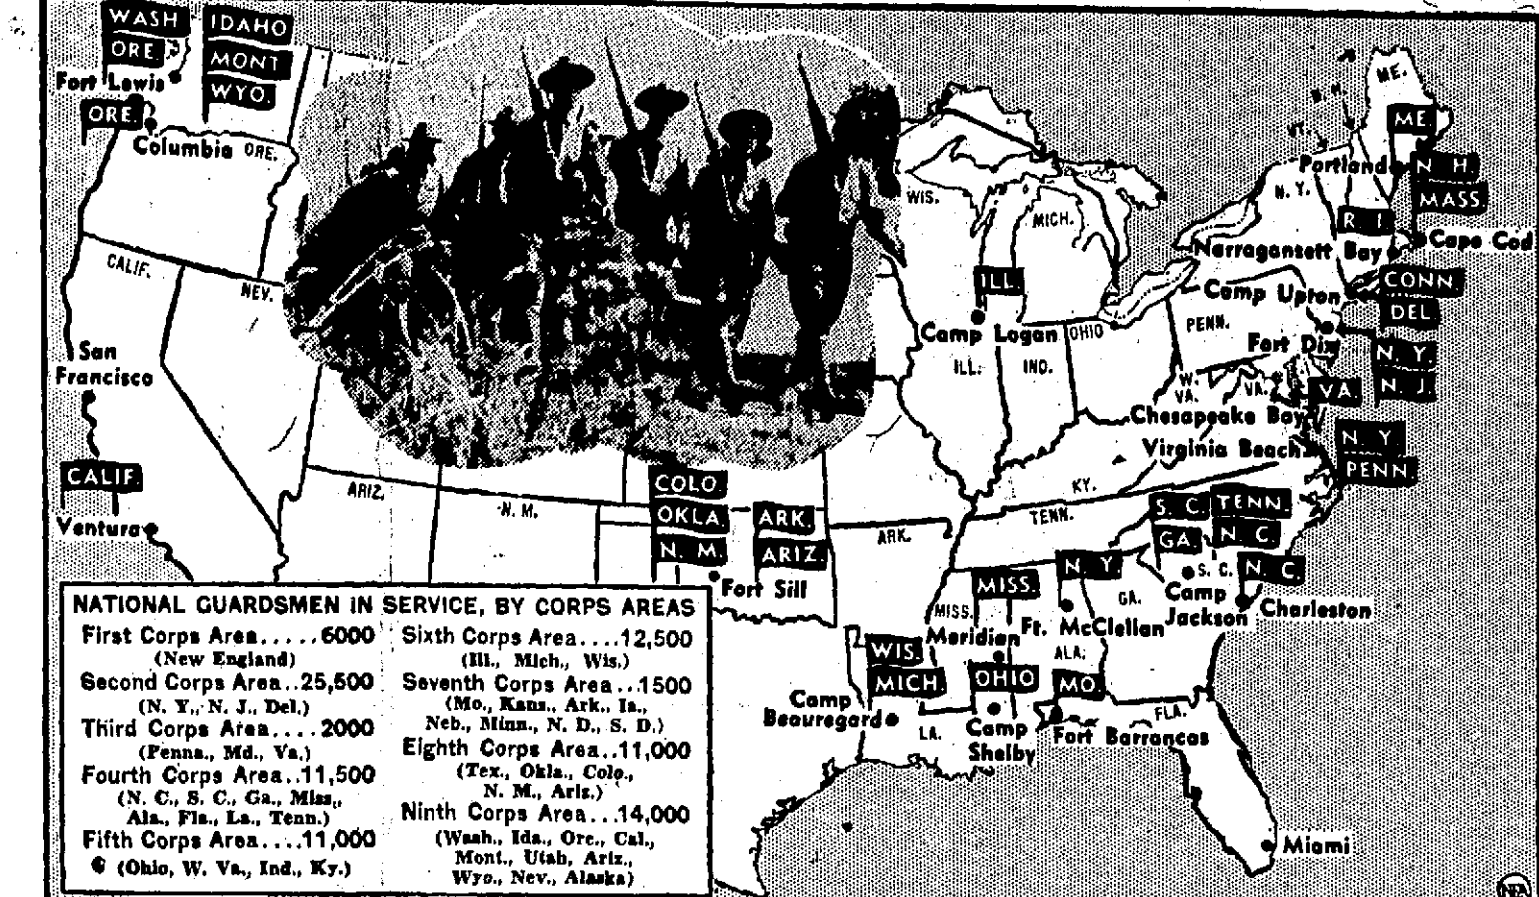 WASH
ORE.
IDAHO
MONT
WYO.
Fort Lewis
ORE.
Columbia
ORE.
CALIF.
NEV.
San
Francisco
CALIF.
Ventura
ARIZ.
N. M.
COLO.
OKLA.
N. M.
ARK.
ARIZ.
Fort Sill
WIS.
MICH.
ILL.
Camp Logan
OHIO
ILL.
IND.
ME.
N. H.
VT.
ME.
Portland
N. H.
MASS.
N. Y.
R. I.
Narragansett Bay
Cape Cod
CONN.
DEL.
Camp Upton
PENN.
Fort Dix
N. Y.
N. J.
W.
VA.
VA.
VA.
Chesapeake Bay
Virginia Beach
N. Y.
PENN.
KY.
TENN.
ARK.
S. C.
GA.
TENN.
N. C.
S. C.
N. C.
Camp
Jackson
Charleston
N. Y.
GA.
Ft. McClellan
MISS.
MISS.
Meridian
ALA.
WIS.
MICH.
OHIO
MO.
Camp
Beauregard
LA.
Camp
Shelby
Fort Barrancas
FLA.
Miami
NATIONAL GUARDSMEN IN SERVICE, BY CORPS AREAS
First Corps Area.....6000
(New England)
Second Corps Area..25,500
(N. Y., N. J., Del.)
Third Corps Area....2000
(Penna., Md., Va.)
Fourth Corps Area..11,500
(N. C., S. C., Ga., Miss.,
Ala., Fla., La., Tenn.)
Fifth Corps Area....11,000
(Ohio, W. Va., Ind., Ky.)
Sixth Corps Area....12,500
(Ill., Mich., Wis.)
Seventh Corps Area...1500
(Mo., Kans., Ark., Ia.,
Neb., Minn., N. D., S. D.)
Eighth Corps Area..11,000
(Tex., Okla., Colo.,
N. M., Ariz.)
Ninth Corps Area...14,000
(Wash., Ida., Ore., Cal.,
Mont., Utah, Ariz.,
Wyo., Nev., Alaska)
NEA